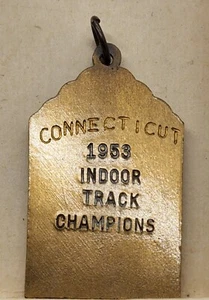 CONNECTICUT
1953
INDOOR
TRACK
CHAMPIONS